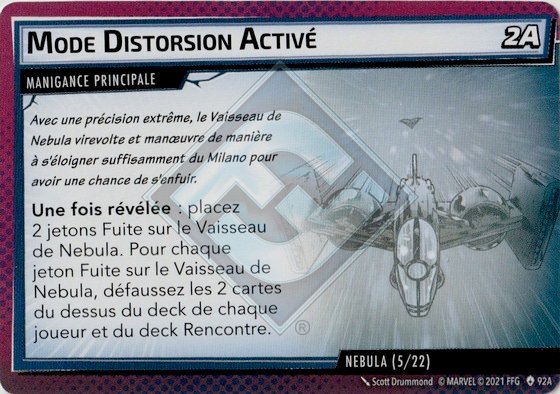 MODE DISTORSION ACTIVÉ
2A
MANIGANCE PRINCIPALE
Avec une précision extrême, le Vaisseau de
Nebula virevolte et manœuvre de manière
à s'éloigner suffisamment du Milano pour
avoir une chance de s'enfuir.
Une fois révélée : placez
2 jetons Fuite sur le Vaisseau
de Nebula. Pour chaque
jeton Fuite sur le Vaisseau de
Nebula, défaussez les 2 cartes
du dessus du deck de chaque
joueur et du deck Rencontre.
®
NEBULA (5/22)
Scott Drummond © MARVEL © 2021 FFG 92A